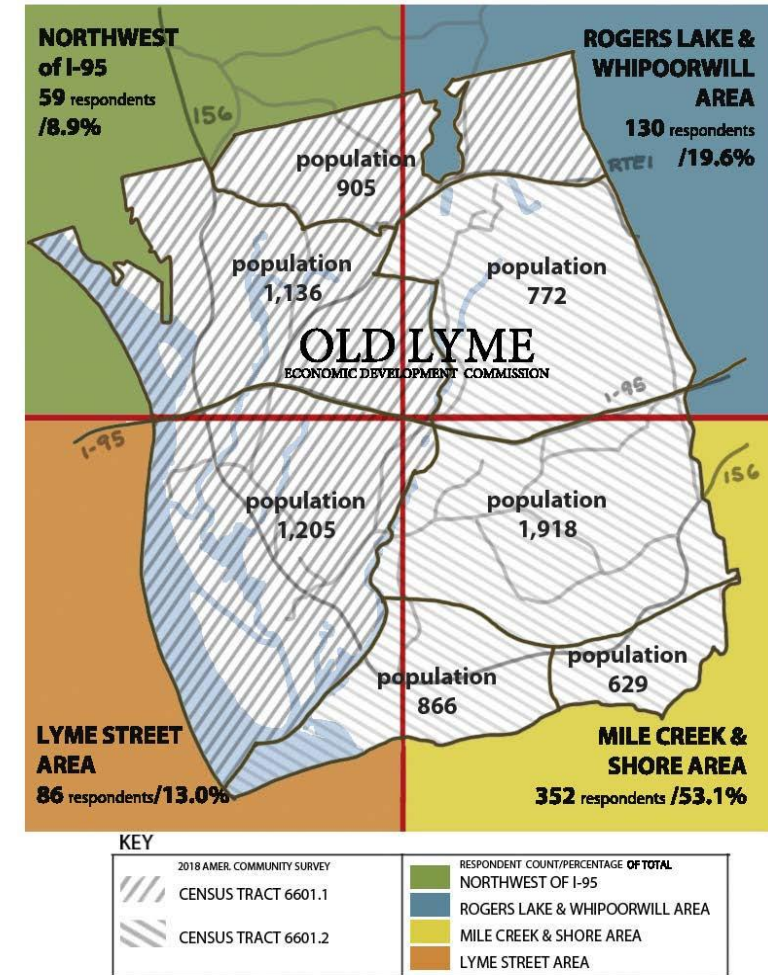 NORTHWEST
of I-95
59 respondents
/8.9%
ROGERS LAKE &
WHIPOORWILL
AREA
130 respondents
/19.6%
156
RTE1
population
905
population
1,136
population
772
OLD LYME
ECONOMIC DEVELOPMENT COMMISSION
I-95
I-95
156
population
1,205
population
1,918
population
866
population
629
LYME STREET
AREA
86 respondents/13.0%
MILE CREEK &
SHORE AREA
352 respondents /53.1%
KEY
2018 AMER. COMMUNITY SURVEY
CENSUS TRACT 6601.1
CENSUS TRACT 6601.2
RESPONDENT COUNT/PERCENTAGE OF TOTAL
NORTHWEST OF I-95
ROGERS LAKE & WHIPOORWILL AREA
MILE CREEK & SHORE AREA
LYME STREET AREA